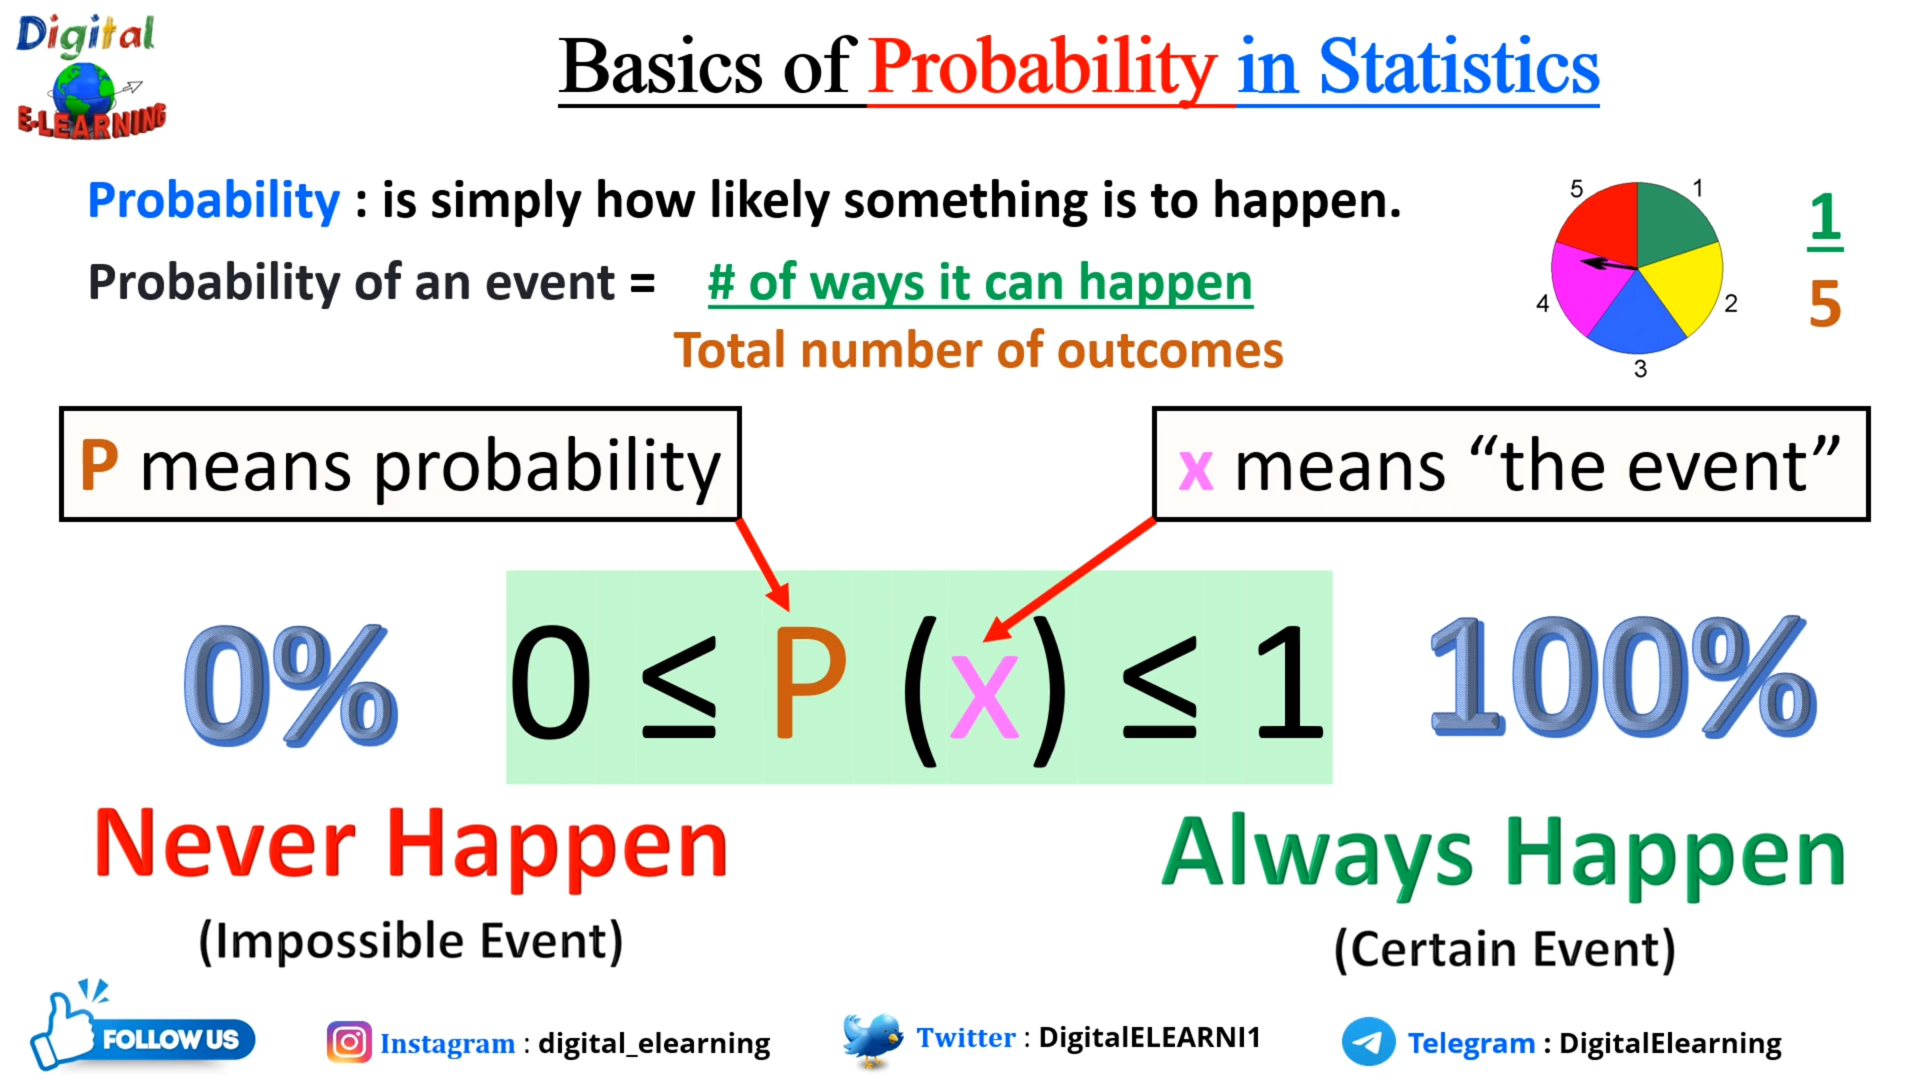 Digital
E-LEARNING
Basics of Probability in Statistics
Probability : is simply how likely something is to happen.
Probability of an event = # of ways it can happen
Total number of outcomes
5
1
4
2
3
1
5
P means probability
x means “the event”
0%
0 ≤ P (x) ≤ 1
100%
Never Happen
Always Happen
(Impossible Event)
(Certain Event)
FOLLOW US
Instagram : digital_elearning
Twitter : DigitalELEARNI1
Telegram : DigitalElearning